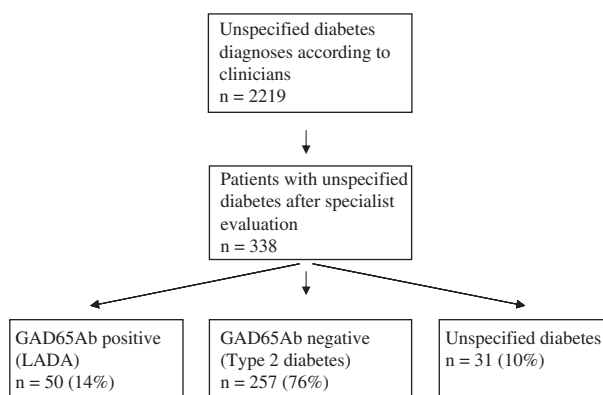 Unspecified diabetes
diagnoses according to
clinicians
n = 2219
Patients with unspecified
diabetes after specialist
evaluation
n = 338
GAD65Ab positive
(LADA)
n = 50 (14%)
GAD65Ab negative
(Type 2 diabetes)
n = 257 (76%)
Unspecified diabetes
n = 31 (10%)